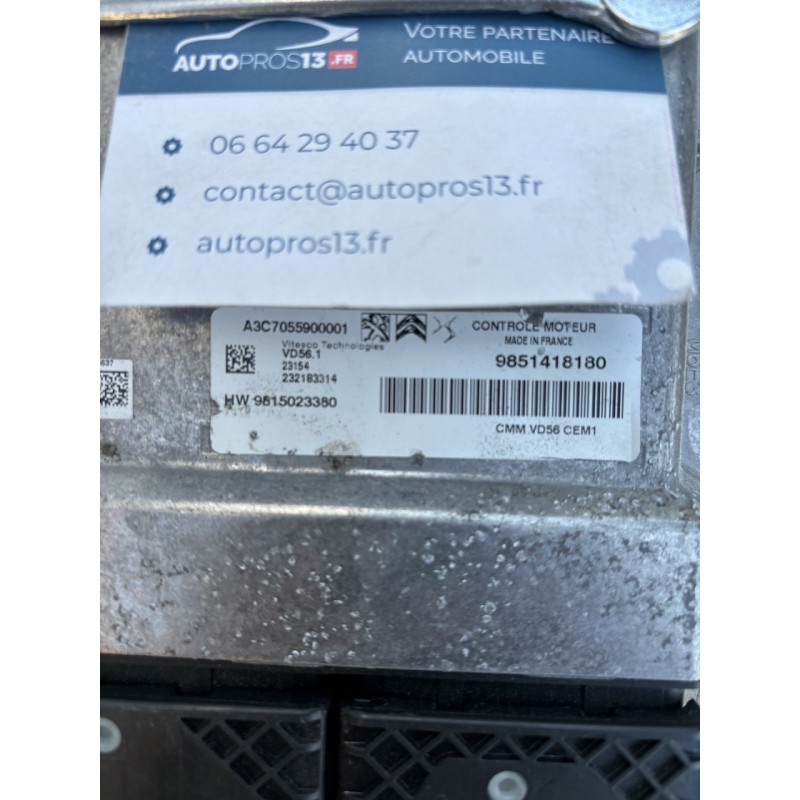 AUTOPROS13.FR
VOTRE PARTENAIRE
AUTOMOBILE
06 64 29 40 37
contact@autopros13.fr
autopros13.fr
A3C7055900001
Vitesco Technologies
VD56.1
23154
232183314
HW 9815023380
CONTROLE MOTEUR
MADE IN FRANCE
9851418180
CMM VD56 CEM1
637